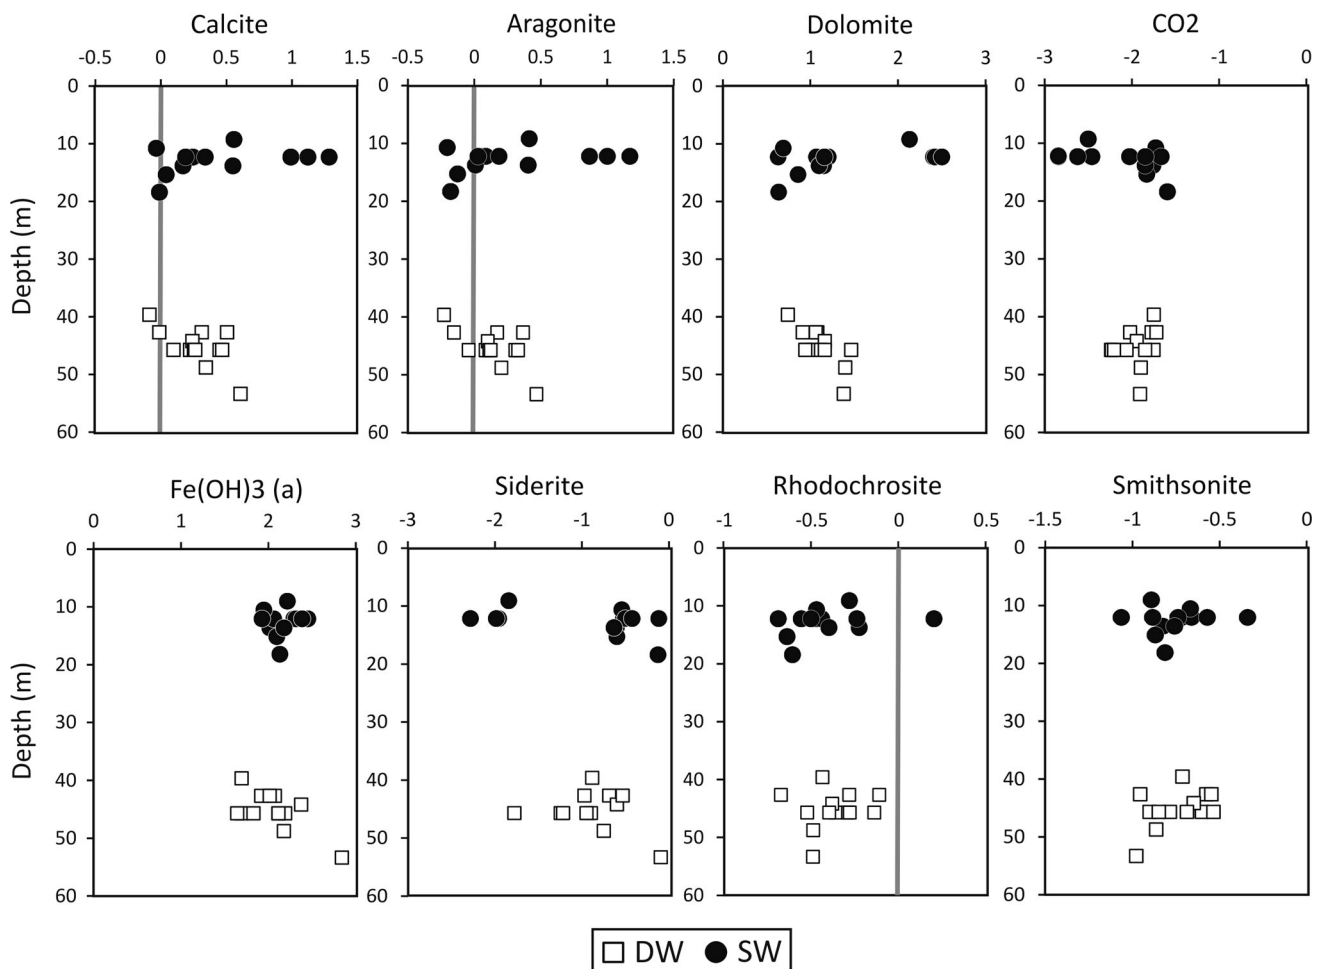 Calcite Aragonite Dolomite CO2
-0.5 0 0.5 1 1.5 -0.5 0 0.5 1 1.5 0 1 2 3 -3 -2 -1 0
0 0 0 0
10 10 10 10
20 20 20 20
30 30 30 30
40 40 40 40
50 50 50 50
60 60 60 60
Depth (m)
Fe(OH)3 (a) Siderite Rhodochrosite Smithsonite
0 1 2 3 -3 -2 -1 0 -1 -0.5 0 0.5 -1.5 -1 -0.5 0
0 0 0 0
10 10 10 10
20 20 20 20
30 30 30 30
40 40 40 40
50 50 50 50
60 60 60 60
Depth (m)
DW SW